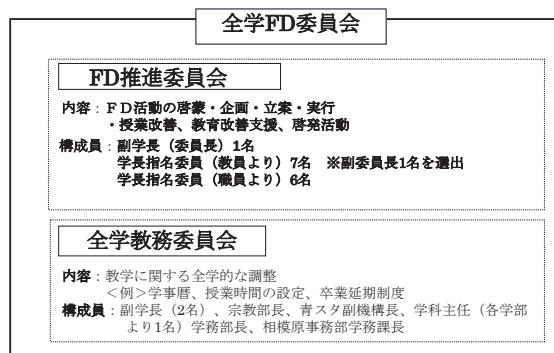 全学FD委員会
FD推進委員会
内容：ＦＤ活動の啓蒙・企画・立案・実行
・授業改善、教育改善支援、啓発活動
構成員：副学長（委員長）1名
学長指名委員（教員より）7名　※副委員長1名を選出
学長指名委員（職員より）6名
全学教務委員会
内容：教学に関する全学的な調整
＜例＞学事暦、授業時間の設定、卒業延期制度
構成員：副学長（2名）、宗教部長、青スタ副機構長、学科主任（各学部
より1名）学務部長、相模原事務部学務課長